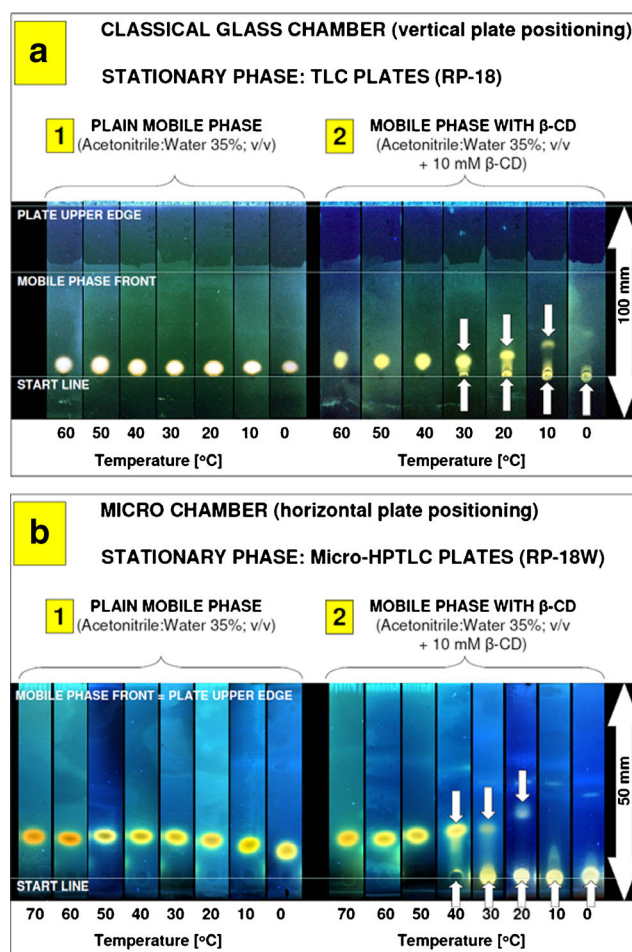 a
CLASSICAL GLASS CHAMBER (vertical plate positioning)
STATIONARY PHASE: TLC PLATES (RP-18)
1
PLAIN MOBILE PHASE
(Acetonitrile:Water 35%; v/v)
2
MOBILE PHASE WITH β-CD
(Acetonitrile:Water 35%; v/v
+ 10 mM β-CD)
PLATE UPPER EDGE
MOBILE PHASE FRONT
START LINE
100 mm
60 50 40 30 20 10 0
60 50 40 30 20 10 0
Temperature [°C]
Temperature [°C]
b
MICRO CHAMBER (horizontal plate positioning)
STATIONARY PHASE: Micro-HPTLC PLATES (RP-18W)
1
PLAIN MOBILE PHASE
(Acetonitrile:Water 35%; v/v)
2
MOBILE PHASE WITH β-CD
(Acetonitrile:Water 35%; v/v
+ 10 mM β-CD)
MOBILE PHASE FRONT = PLATE UPPER EDGE
START LINE
50 mm
70 60 50 40 30 20 10 0
70 60 50 40 30 20 10 0
Temperature [°C]
Temperature [°C]